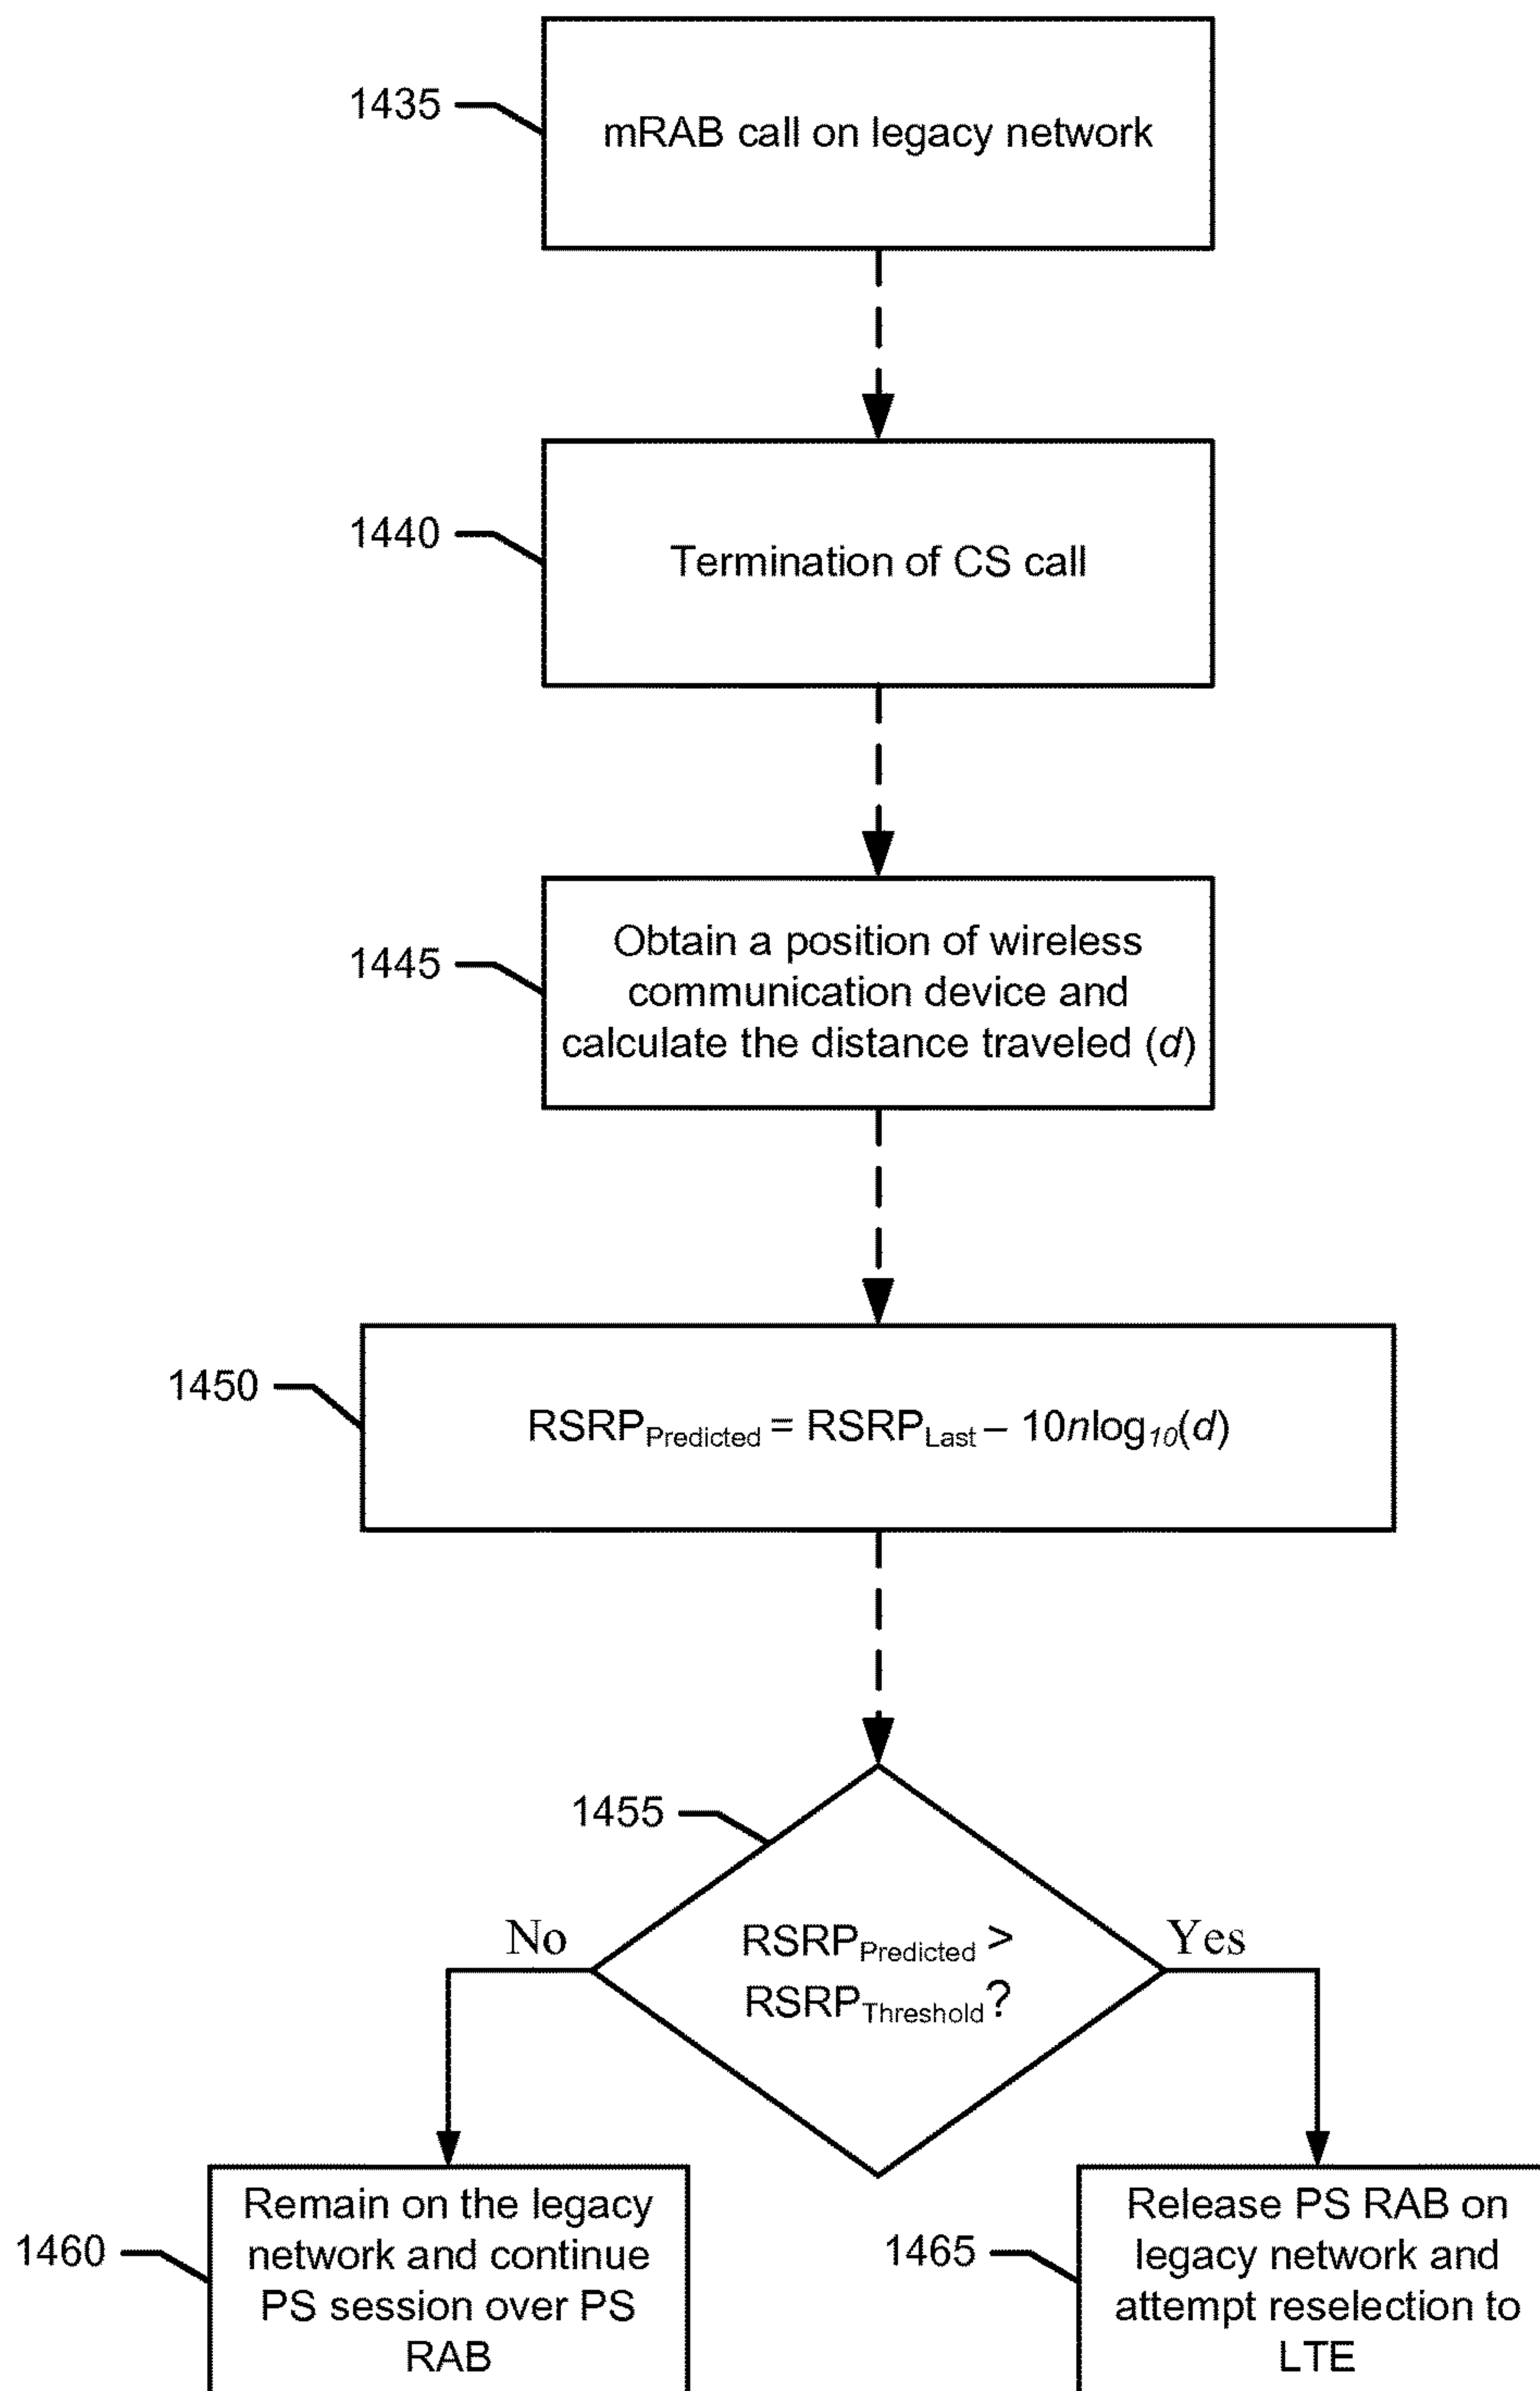 1435
mRAB call on legacy network
1440
Termination of CS call
1445
Obtain a position of wireless
communication device and
calculate the distance traveled (d)
1450
RSRPPredicted = RSRPLast – 10nlog10(d)
1455
No
RSRPPredicted >
RSRPThreshold?
Yes
1460
Remain on the legacy
network and continue
PS session over PS
RAB
1465
Release PS RAB on
legacy network and
attempt reselection to
LTE